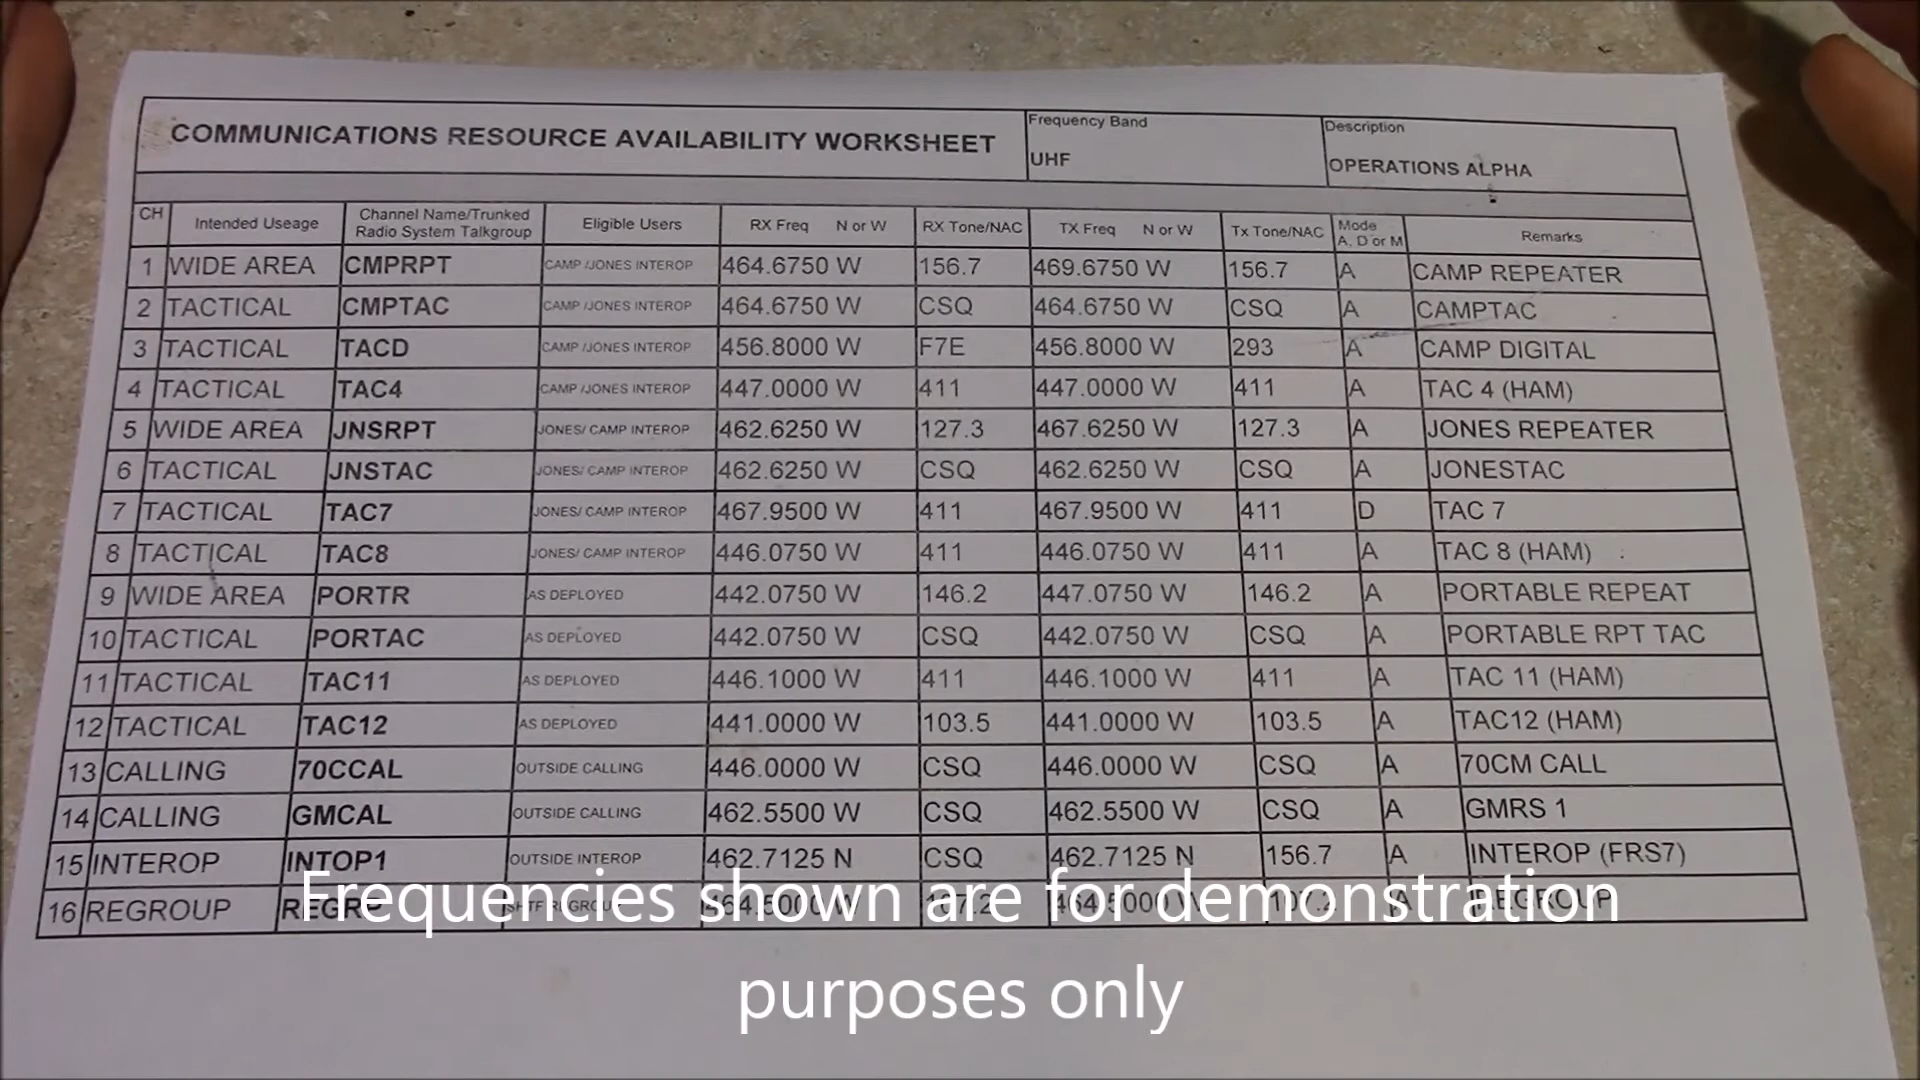 COMMUNICATIONS RESOURCE AVAILABILITY WORKSHEET
Frequency Band
UHF
Description
OPERATIONS ALPHA
CH Intended Useage Channel Name/Trunked Radio System Talkgroup Eligible Users RX Freq N or W RX Tone/NAC TX Freq N or W Tx Tone/NAC Mode A, D or M Remarks
1 WIDE AREA CMPRPT CAMP /JONES INTEROP 464.6750 W 156.7 469.6750 W 156.7 A CAMP REPEATER
2 TACTICAL CMPTAC CAMP /JONES INTEROP 464.6750 W CSQ 464.6750 W CSQ A CAMPTAC
3 TACTICAL TACD CAMP /JONES INTEROP 456.8000 W F7E 456.8000 W 293 A CAMP DIGITAL
4 TACTICAL TAC4 CAMP /JONES INTEROP 447.0000 W 411 447.0000 W 411 A TAC 4 (HAM)
5 WIDE AREA JNSRPT JONES/ CAMP INTEROP 462.6250 W 127.3 467.6250 W 127.3 A JONES REPEATER
6 TACTICAL JNSTAC JONES/ CAMP INTEROP 462.6250 W CSQ 462.6250 W CSQ A JONESTAC
7 TACTICAL TAC7 JONES/ CAMP INTEROP 467.9500 W 411 467.9500 W 411 D TAC 7
8 TACTICAL TAC8 JONES/ CAMP INTEROP 446.0750 W 411 446.0750 W 411 A TAC 8 (HAM)
9 WIDE AREA PORTR AS DEPLOYED 442.0750 W 146.2 447.0750 W 146.2 A PORTABLE REPEAT
10 TACTICAL PORTAC AS DEPLOYED 442.0750 W CSQ 442.0750 W CSQ A PORTABLE RPT TAC
11 TACTICAL TAC11 AS DEPLOYED 446.1000 W 411 446.1000 W 411 A TAC 11 (HAM)
12 TACTICAL TAC12 AS DEPLOYED 441.0000 W 103.5 441.0000 W 103.5 A TAC12 (HAM)
13 CALLING 70CCAL OUTSIDE CALLING 446.0000 W CSQ 446.0000 W CSQ A 70CM CALL
14 CALLING GMCAL OUTSIDE CALLING 462.5500 W CSQ 462.5500 W CSQ A GMRS 1
15 INTEROP INTOP1 OUTSIDE INTEROP 462.7125 N CSQ 462.7125 N 156.7 A INTEROP (FRS7)
16 REGROUP 464.5000 W 107.2 464.5000 W 107.2 A REGROUP
Frequencies shown are for demonstration
purposes only